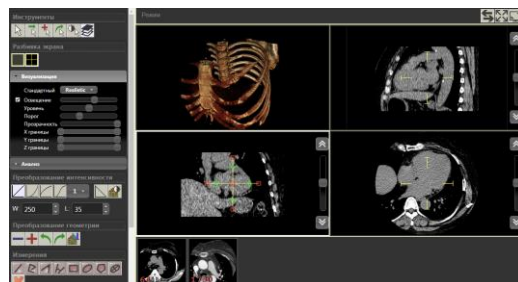 Инструменты
Разбивка экрана
Визуализация
Стандартный Realistic
Освещение
Уровень
Порог
Прозрачность
X границы
Y границы
Z границы
Анализ
Преобразование интенсивности
1
W: 250 L: 35
Преобразование геометрии
Измерения